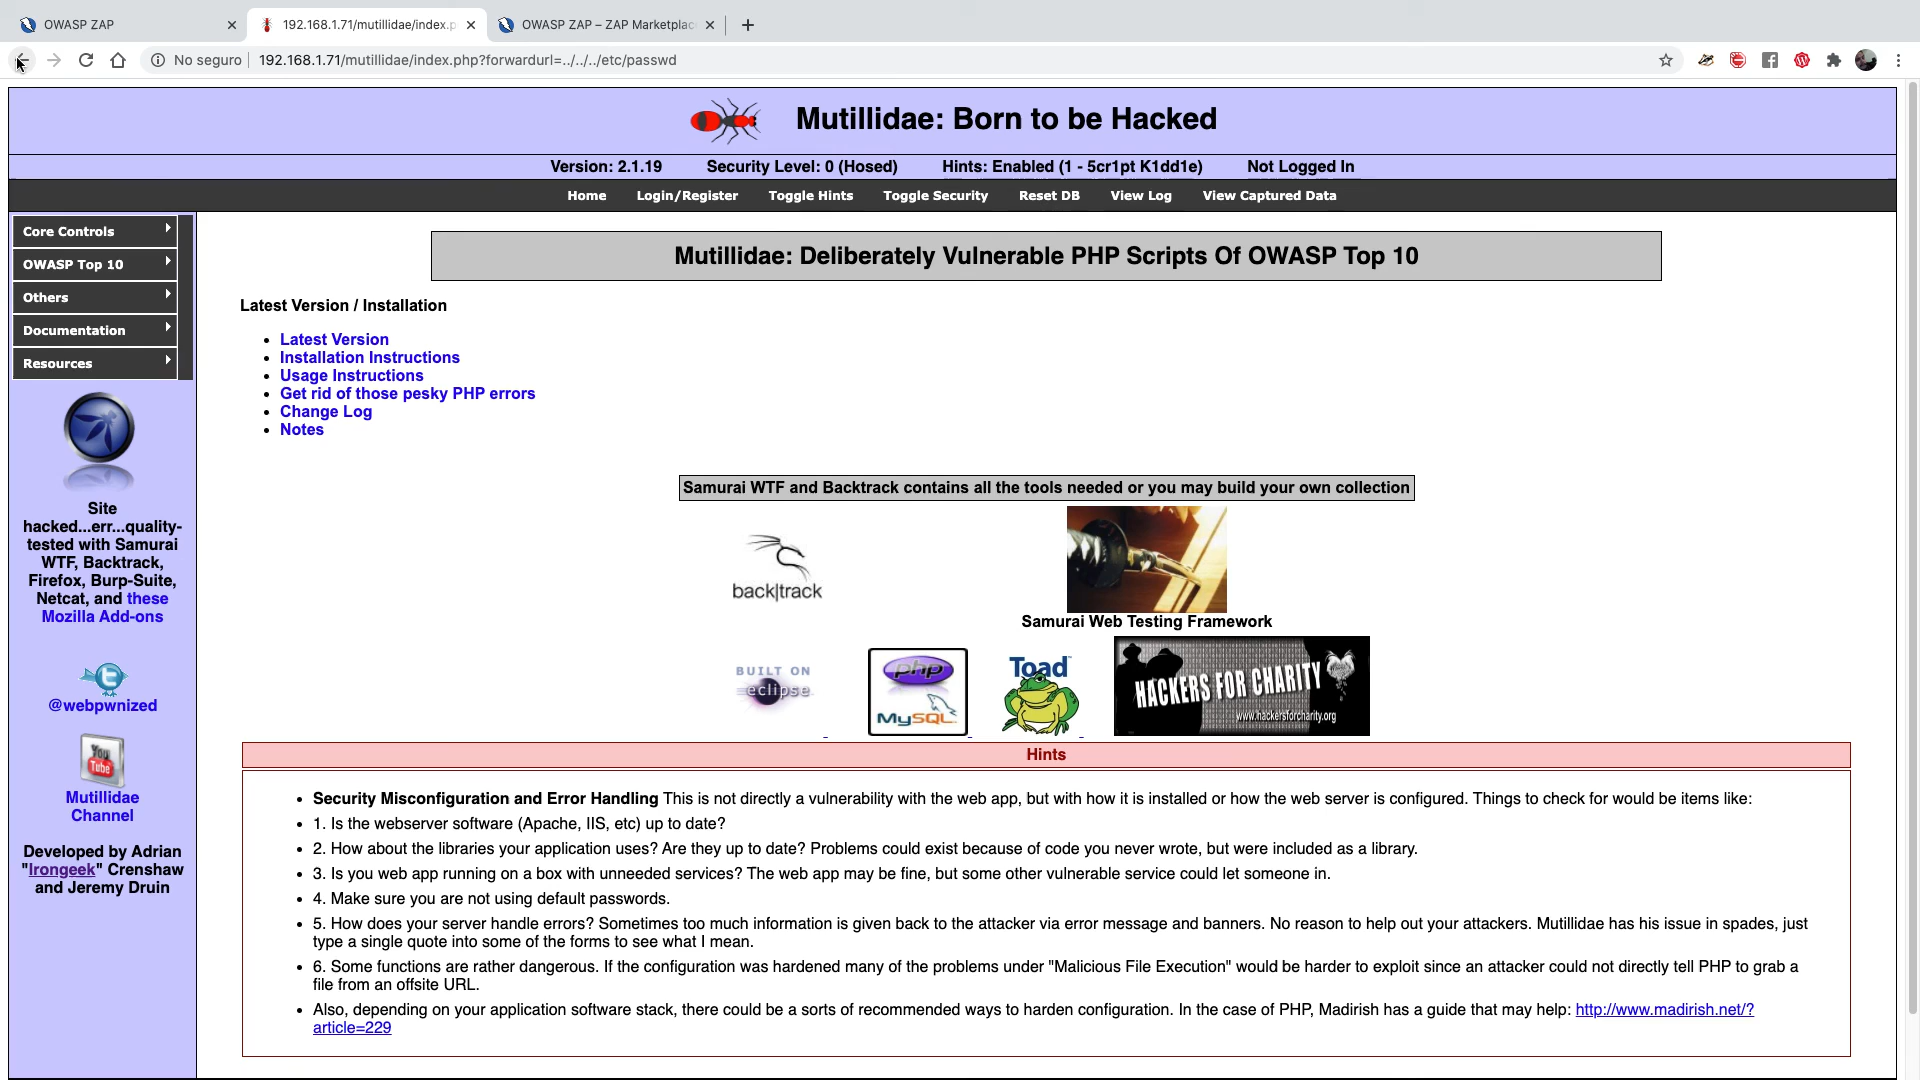 OWASP ZAP
192.168.1.71/mutillidae/index.p
OWASP ZAP – ZAP Marketplac
No seguro
192.168.1.71/mutillidae/index.php?forwardurl=../../../etc/passwd
Mutillidae: Born to be Hacked
Version: 2.1.19 Security Level: 0 (Hosed) Hints: Enabled (1 - 5cr1pt K1dd1e) Not Logged In
Home Login/Register Toggle Hints Toggle Security Reset DB View Log View Captured Data
Core Controls
OWASP Top 10
Others
Documentation
Resources
Site
hacked...err...quality-
tested with Samurai
WTF, Backtrack,
Firefox, Burp-Suite,
Netcat, and these
Mozilla Add-ons
@webpwnized
You
Tube
Mutillidae
Channel
Developed by Adrian
"Irongeek" Crenshaw
and Jeremy Druin
Mutillidae: Deliberately Vulnerable PHP Scripts Of OWASP Top 10
Latest Version / Installation
Latest Version
Installation Instructions
Usage Instructions
Get rid of those pesky PHP errors
Change Log
Notes
Samurai WTF and Backtrack contains all the tools needed or you may build your own collection
back|track
Samurai Web Testing Framework
BUILT ON
eclipse
php
MySQL
Toad
HACKERS FOR CHARITY
www.hackersforcharity.org
Hints
Security Misconfiguration and Error Handling This is not directly a vulnerability with the web app, but with how it is installed or how the web server is configured. Things to check for would be items like:
1. Is the webserver software (Apache, IIS, etc) up to date?
2. How about the libraries your application uses? Are they up to date? Problems could exist because of code you never wrote, but were included as a library.
3. Is you web app running on a box with unneeded services? The web app may be fine, but some other vulnerable service could let someone in.
4. Make sure you are not using default passwords.
5. How does your server handle errors? Sometimes too much information is given back to the attacker via error message and banners. No reason to help out your attackers. Mutillidae has his issue in spades, just
type a single quote into some of the forms to see what I mean.
6. Some functions are rather dangerous. If the configuration was hardened many of the problems under "Malicious File Execution" would be harder to exploit since an attacker could not directly tell PHP to grab a
file from an offsite URL.
Also, depending on your application software stack, there could be a sorts of recommended ways to harden configuration. In the case of PHP, Madirish has a guide that may help: http://www.madirish.net/?
article=229